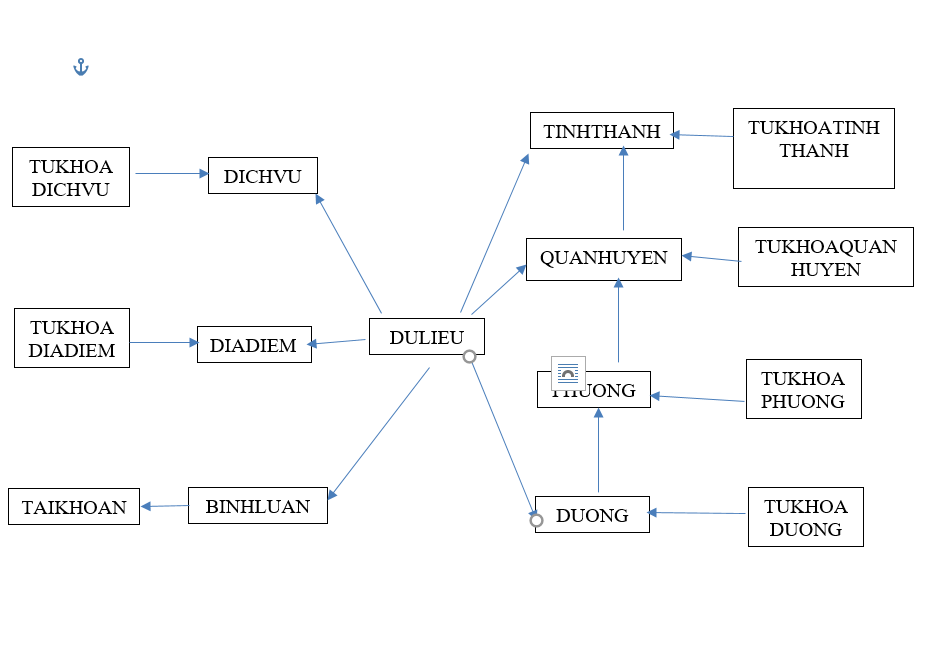 TINHTHANH
TUKHOATINH
THANH
TUKHOA
DICHVU
DICHVU
QUANHUYEN
TUKHOAQUAN
HUYEN
TUKHOA
DIADIEM
DIADIEM
DULIEU
PHUONG
TUKHOA
PHUONG
TAIKHOAN
BINHLUAN
DUONG
TUKHOA
DUONG